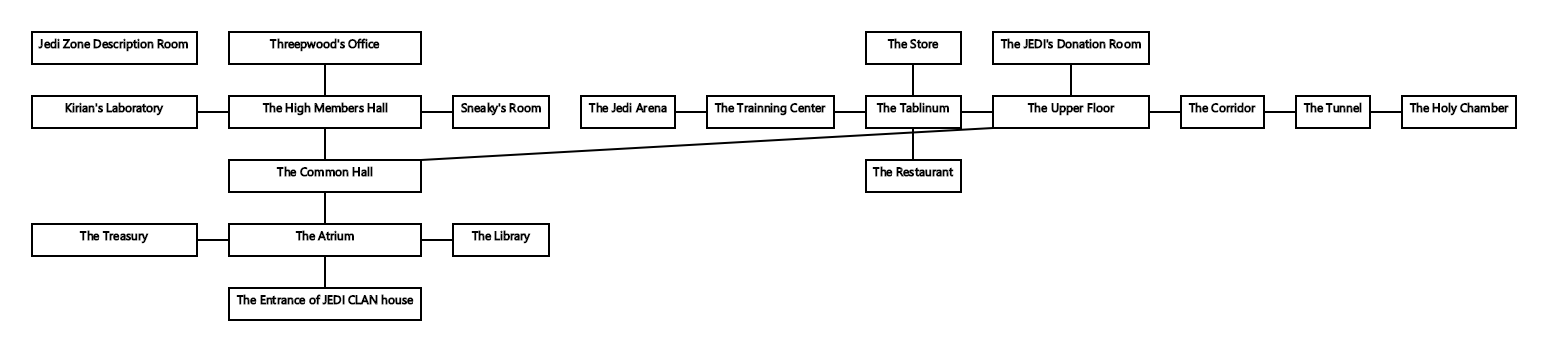 Jedi Zone Description Room
Threepwood's Office
The Store
The JEDI's Donation Room
Kirian's Laboratory
The High Members Hall
Sneaky's Room
The Jedi Arena
The Trainning Center
The Tablinum
The Upper Floor
The Corridor
The Tunnel
The Holy Chamber
The Common Hall
The Restaurant
The Treasury
The Atrium
The Library
The Entrance of JEDI CLAN house